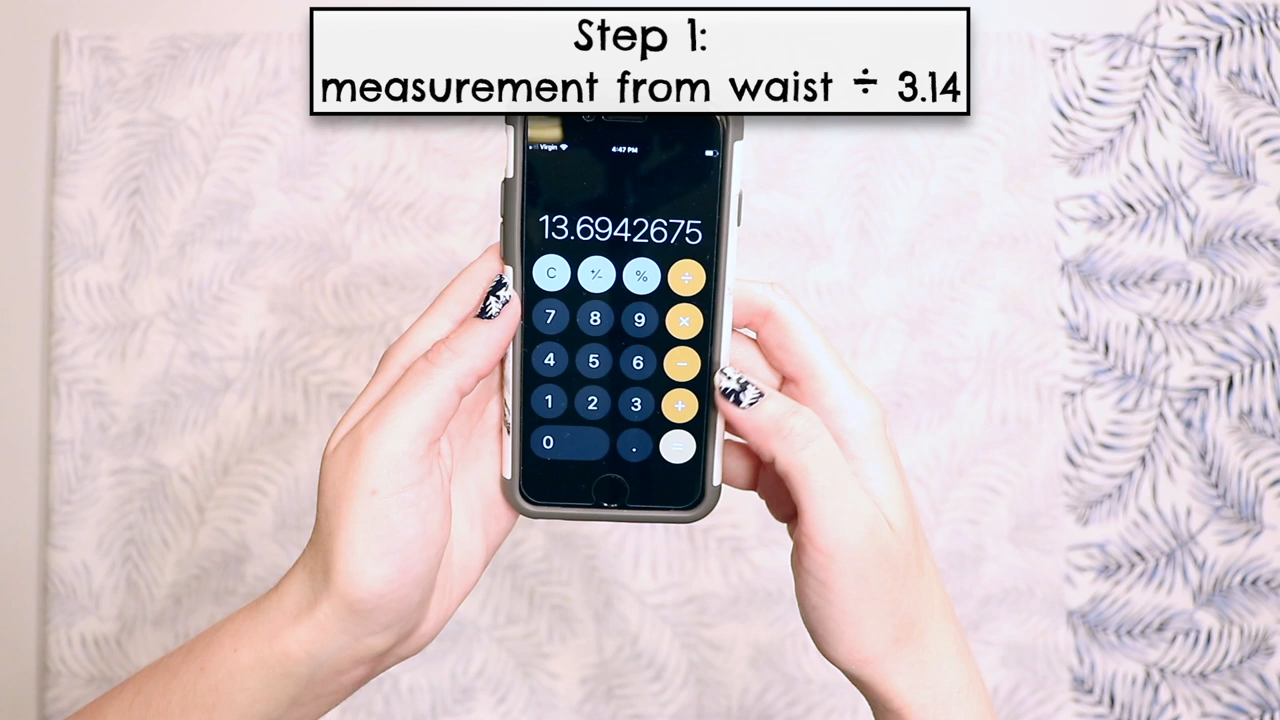 Step 1:
measurement from waist ÷ 3.14
Virgin 4:47 PM
13.6942675
C +/- % ÷
7 8 9 ×
4 5 6 −
1 2 3 +
0 . =